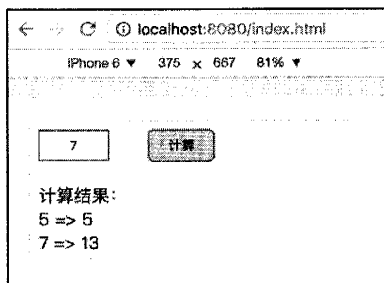 localhost:8080/index.html
iPhone 6 ▼ 375 x 667 81% ▼
7 计算
计算结果:
5 => 5
7 => 13